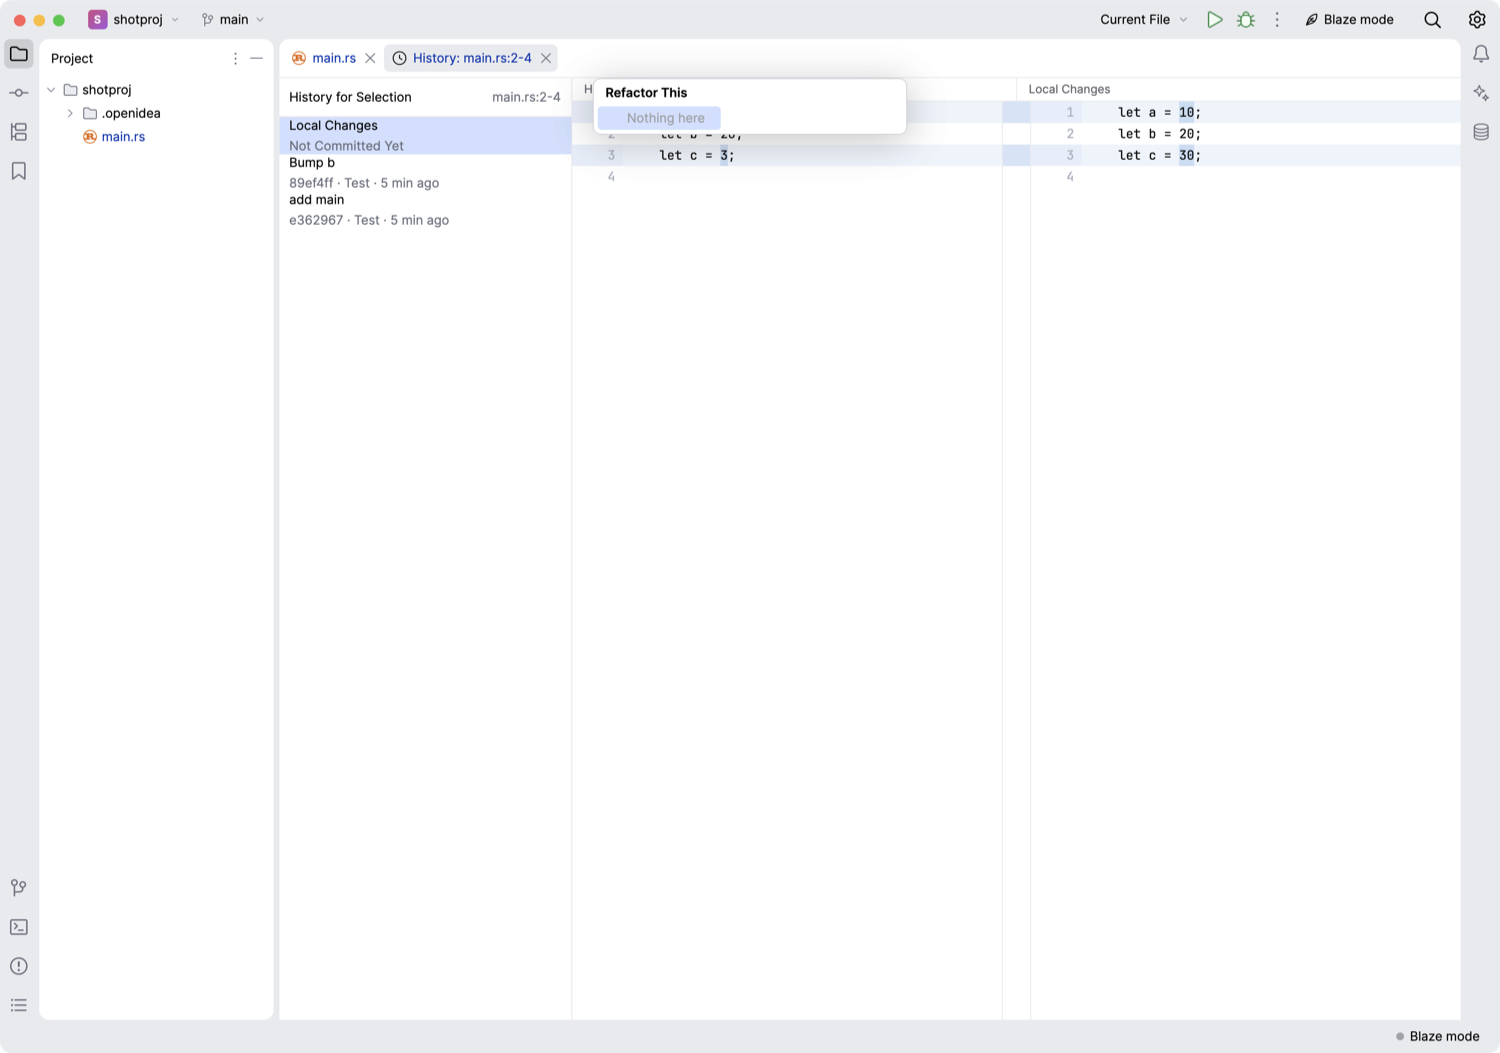 S shotproj main Current File Blaze mode
Project
shotproj
.openidea
main.rs
main.rs History: main.rs:2-4
History for Selection main.rs:2-4
Local Changes
Not Committed Yet
Bump b
89ef4ff · Test · 5 min ago
add main
e362967 · Test · 5 min ago
Refactor This
Nothing here
2 let b = 20;
3 let c = 3;
4
Local Changes
1 let a = 10;
2 let b = 20;
3 let c = 30;
4
Blaze mode